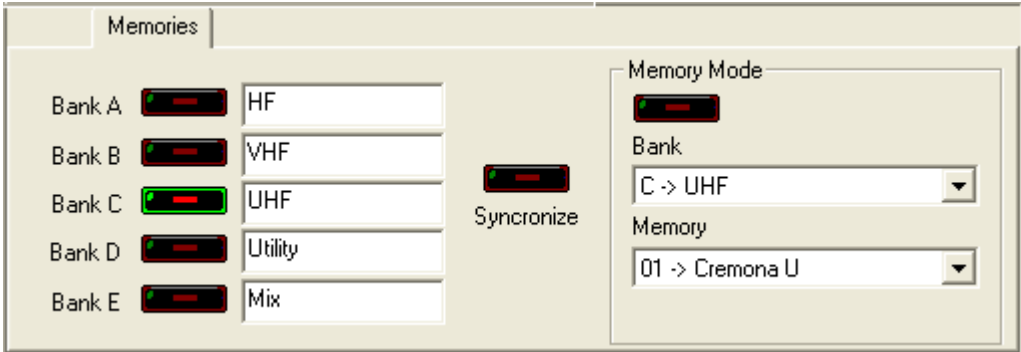 Memories
Bank A HF
Bank B VHF
Bank C UHF
Bank D Utility
Bank E Mix
Syncronize
Memory Mode
Bank
C -> UHF
Memory
01 -> Cremona U